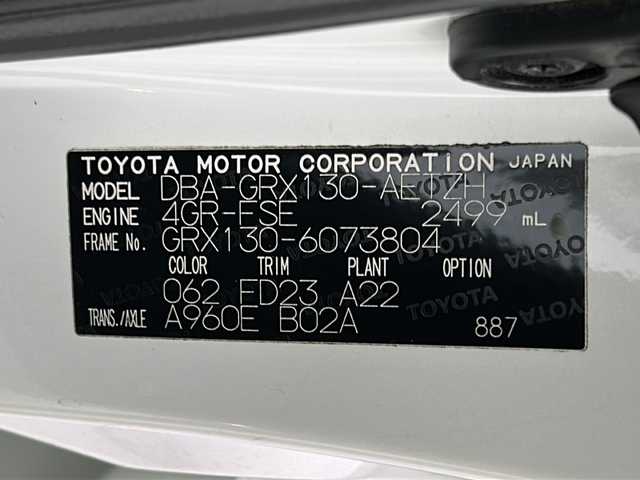 TOYOTA MOTOR CORPORATION JAPAN
MODEL DBA-GRX130-AETZH
ENGINE 4GR-FSE 2499 mL
FRAME No. GRX130-6073804
COLOR TRIM PLANT OPTION
062 FD23 A22
TRANS./AXLE A960E B02A 887